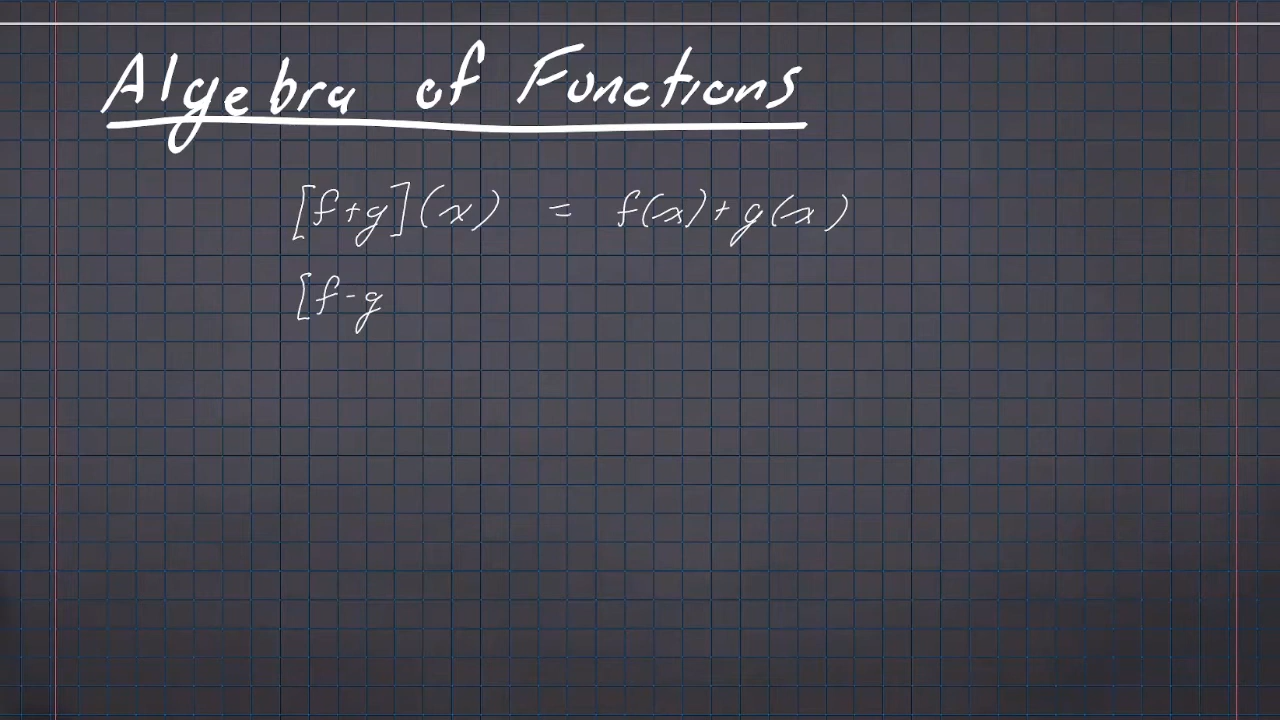 Algebra of Functions
[f+g](x) = f(x)+g(x)
[f-g